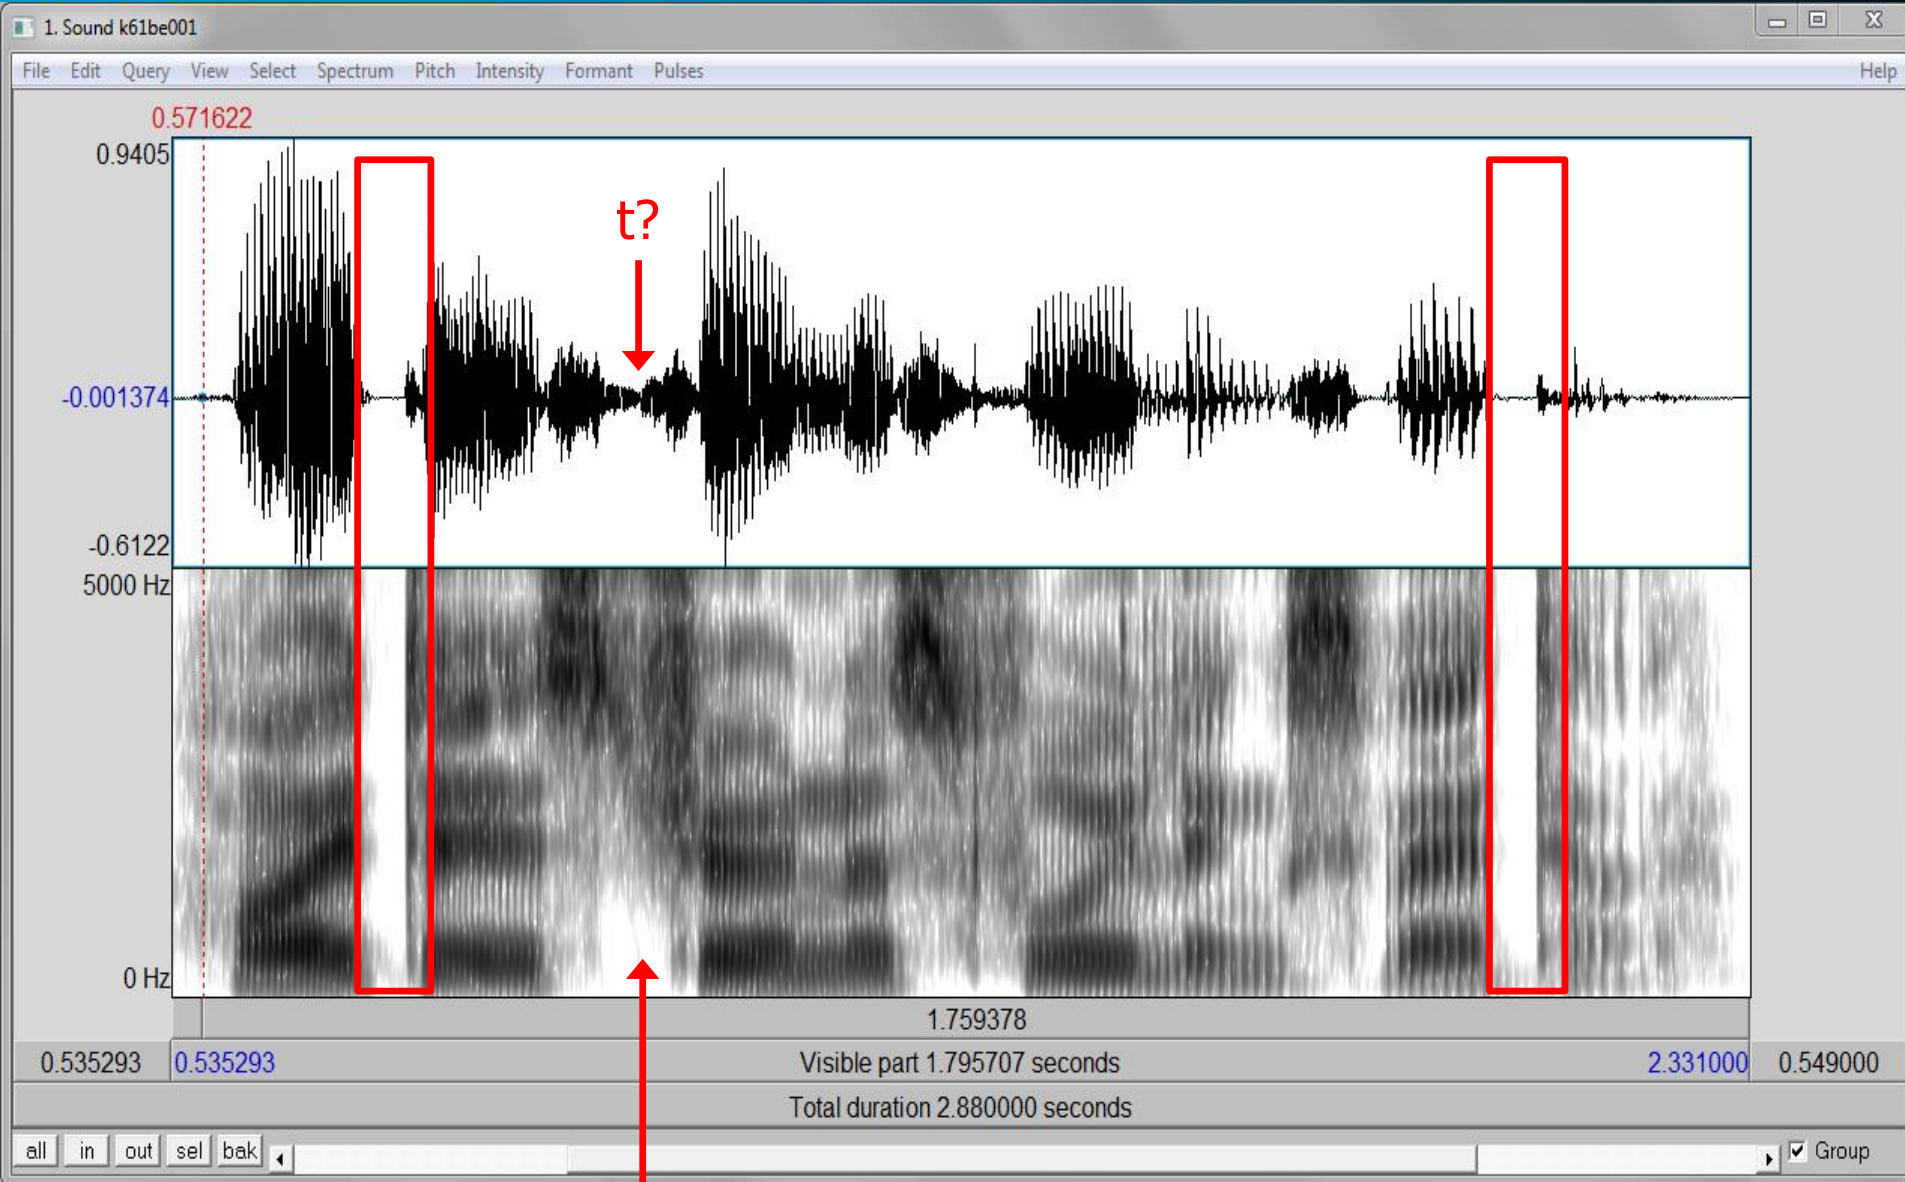 1. Sound k61be001
File Edit Query View Select Spectrum Pitch Intensity Formant Pulses Help
0.571622
0.9405
t?
-0.001374
-0.6122
5000 Hz
0 Hz
1.759378
0.535293 0.535293 Visible part 1.795707 seconds 2.331000 0.549000
Total duration 2.880000 seconds
all in out sel bak Group